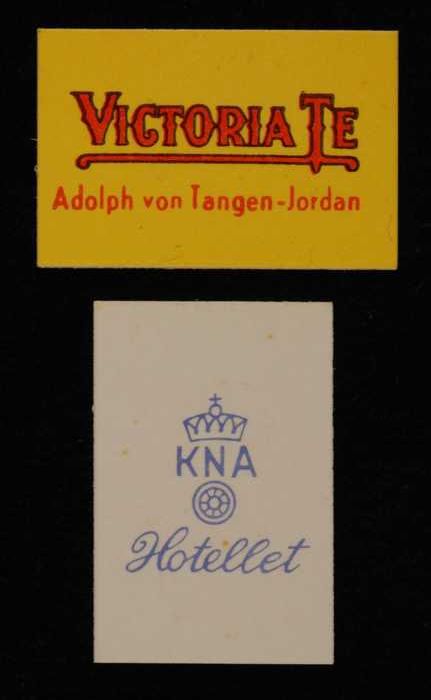 VICTORIA TE
Adolph von Tangen-Jordan
KNA
Hotellet